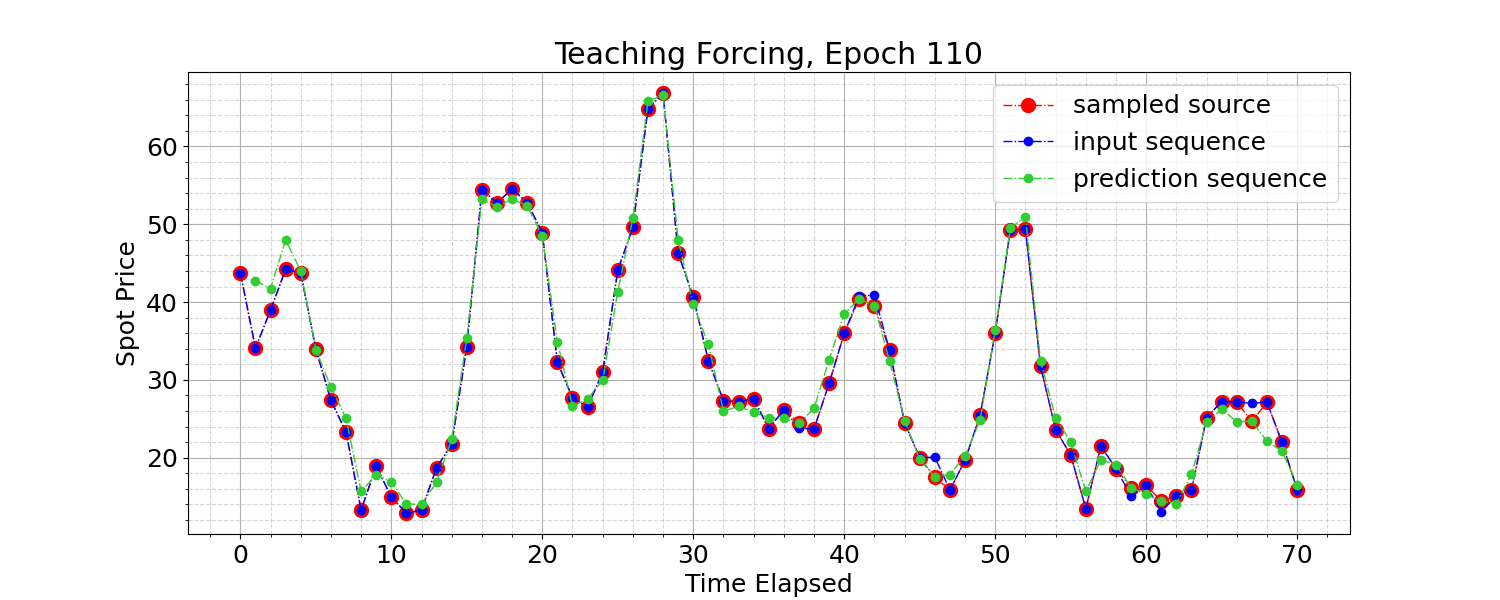 Teaching Forcing, Epoch 110
sampled source
input sequence
prediction sequence
Spot Price
60
50
40
30
20
0 10 20 30 40 50 60 70
Time Elapsed